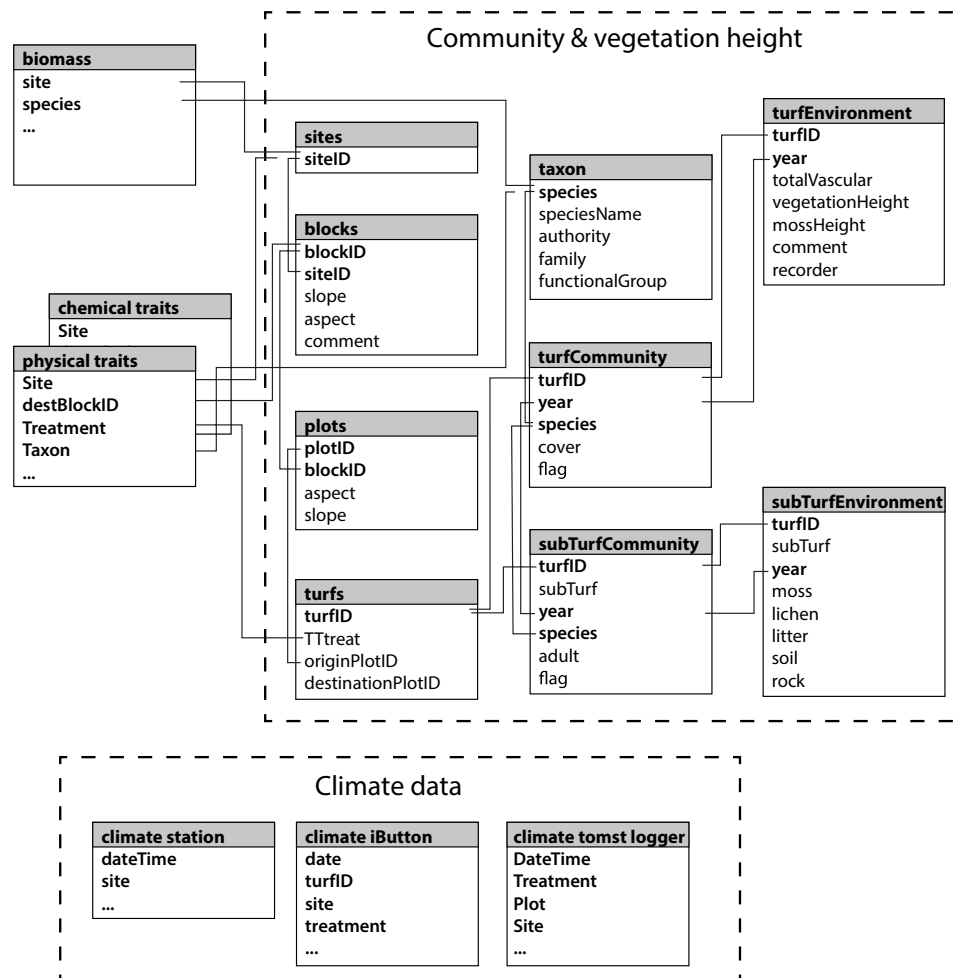 Community & vegetation height
biomass
site
species
...
sites
siteID
blocks
blockID
siteID
slope
aspect
comment
chemical traits
Site
physical traits
Site
destBlockID
Treatment
Taxon
...
plots
plotID
blockID
aspect
slope
turfs
turfID
TTtreat
originPlotID
destinationPlotID
taxon
species
speciesName
authority
family
functionalGroup
turfCommunity
turfID
year
species
cover
flag
subTurfCommunity
turfID
subTurf
year
species
adult
flag
turfEnvironment
turfID
year
totalVascular
vegetationHeight
mossHeight
comment
recorder
subTurfEnvironment
turfID
subTurf
year
moss
lichen
litter
soil
rock
Climate data
climate station
dateTime
site
...
climate iButton
date
turfID
site
treatment
...
climate tomst logger
DateTime
Treatment
Plot
Site
...